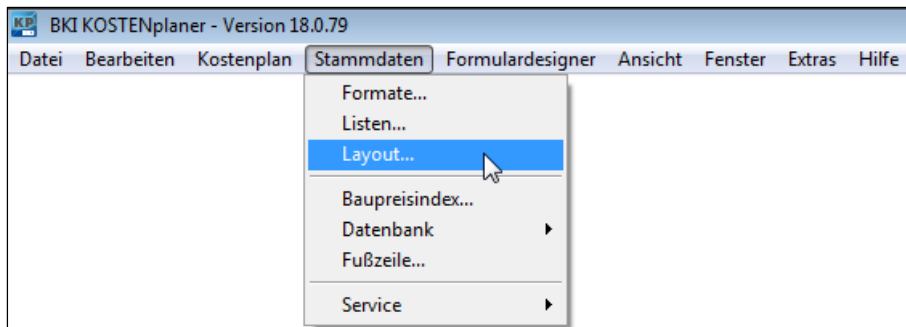 KP BKI KOSTENplaner - Version 18.0.79
Datei Bearbeiten Kostenplan Stammdaten Formulardesigner Ansicht Fenster Extras Hilfe
Formate...
Listen...
Layout...
Baupreisindex...
Datenbank
Fußzeile...
Service